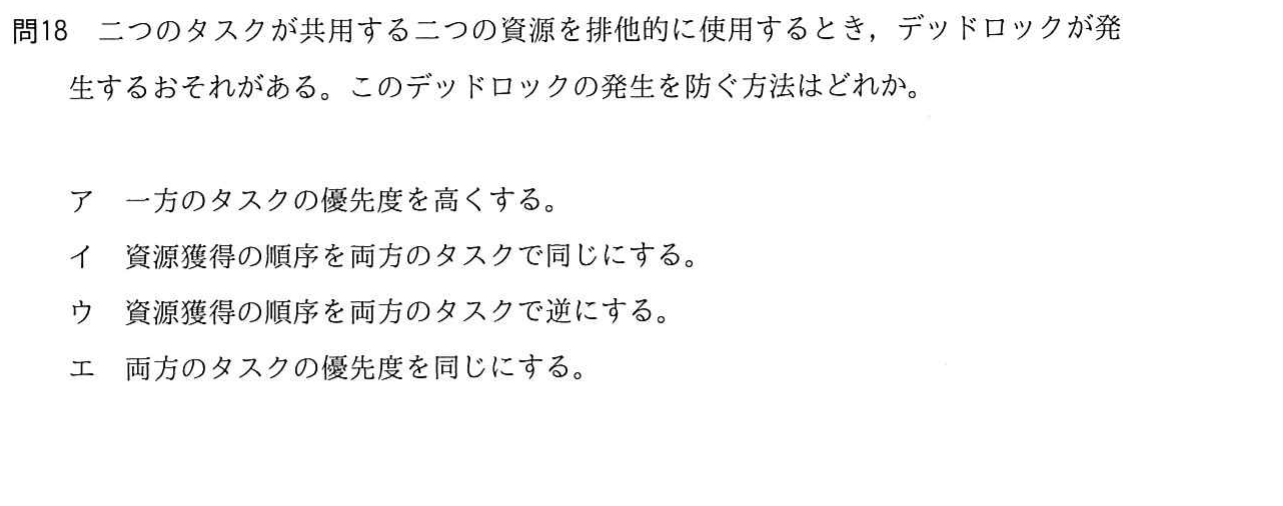 問18　二つのタスクが共用する二つの資源を排他的に使用するとき，デッドロックが発
生するおそれがある。このデッドロックの発生を防ぐ方法はどれか。
ア　一方のタスクの優先度を高くする。
イ　資源獲得の順序を両方のタスクで同じにする。
ウ　資源獲得の順序を両方のタスクで逆にする。
エ　両方のタスクの優先度を同じにする。